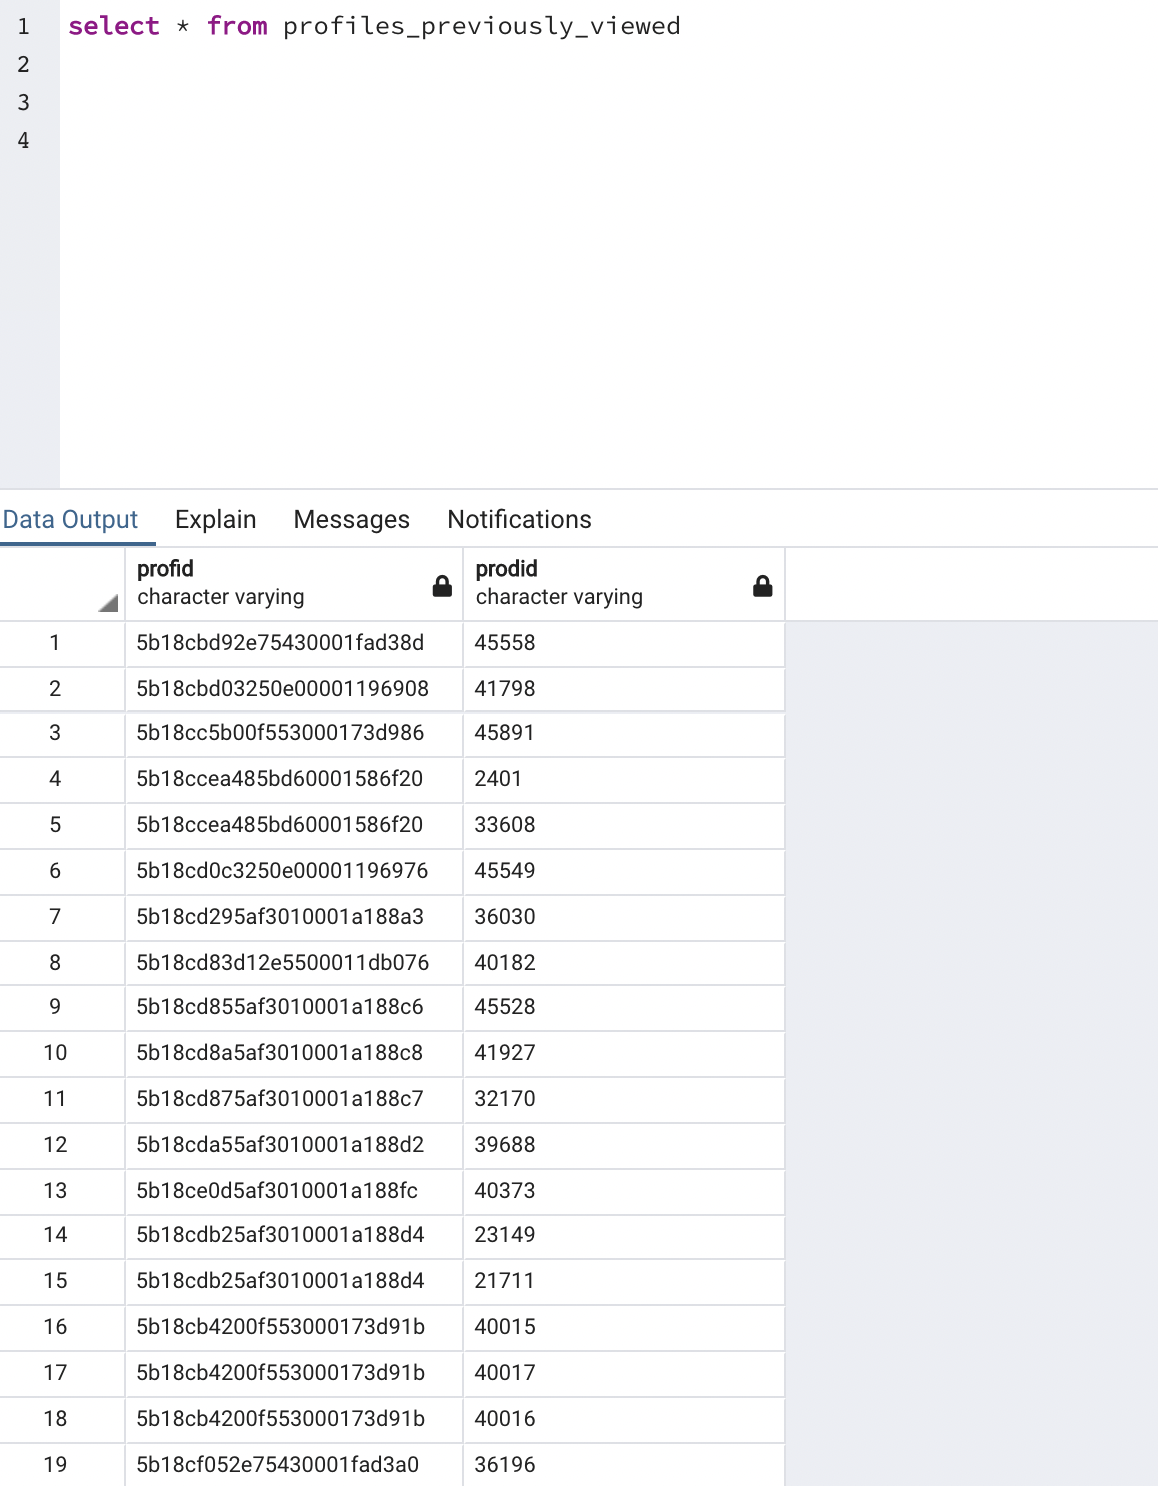 1 select * from profiles_previously_viewed
2
3
4
Data Output Explain Messages Notifications
profid prodid
character varying character varying
1 5b18cbd92e75430001fad38d 45558
2 5b18cbd03250e00001196908 41798
3 5b18cc5b00f553000173d986 45891
4 5b18ccea485bd60001586f20 2401
5 5b18ccea485bd60001586f20 33608
6 5b18cd0c3250e00001196976 45549
7 5b18cd295af3010001a188a3 36030
8 5b18cd83d12e5500011db076 40182
9 5b18cd855af3010001a188c6 45528
10 5b18cd8a5af3010001a188c8 41927
11 5b18cd875af3010001a188c7 32170
12 5b18cda55af3010001a188d2 39688
13 5b18ce0d5af3010001a188fc 40373
14 5b18cdb25af3010001a188d4 23149
15 5b18cdb25af3010001a188d4 21711
16 5b18cb4200f553000173d91b 40015
17 5b18cb4200f553000173d91b 40017
18 5b18cb4200f553000173d91b 40016
19 5b18cf052e75430001fad3a0 36196